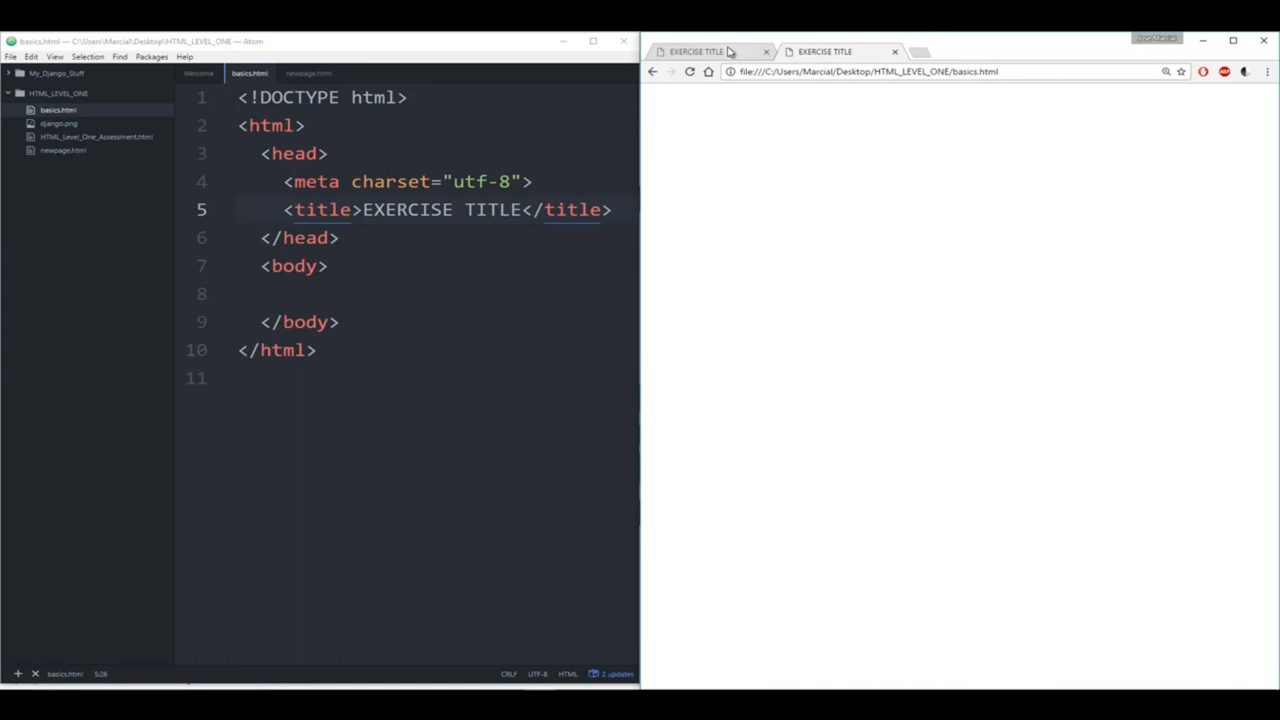 basics.html — C:\Users\Marcial\Desktop\HTML_LEVEL_ONE — Atom
File Edit View Selection Find Packages Help
My_Django_Stuff
HTML_LEVEL_ONE
basics.html
django.png
HTML_Level_One_Assessment.html
newpage.html
Welcome basics.html newpage.html
1 <!DOCTYPE html>
2 <html>
3 <head>
4 <meta charset="utf-8">
5 <title>EXERCISE TITLE</title>
6 </head>
7 <body>
8
9 </body>
10 </html>
11
basics.html 5:26
CRLF UTF-8 HTML 2 updates
EXERCISE TITLE EXERCISE TITLE
Jose Marcial
file:///C:/Users/Marcial/Desktop/HTML_LEVEL_ONE/basics.html
ABP